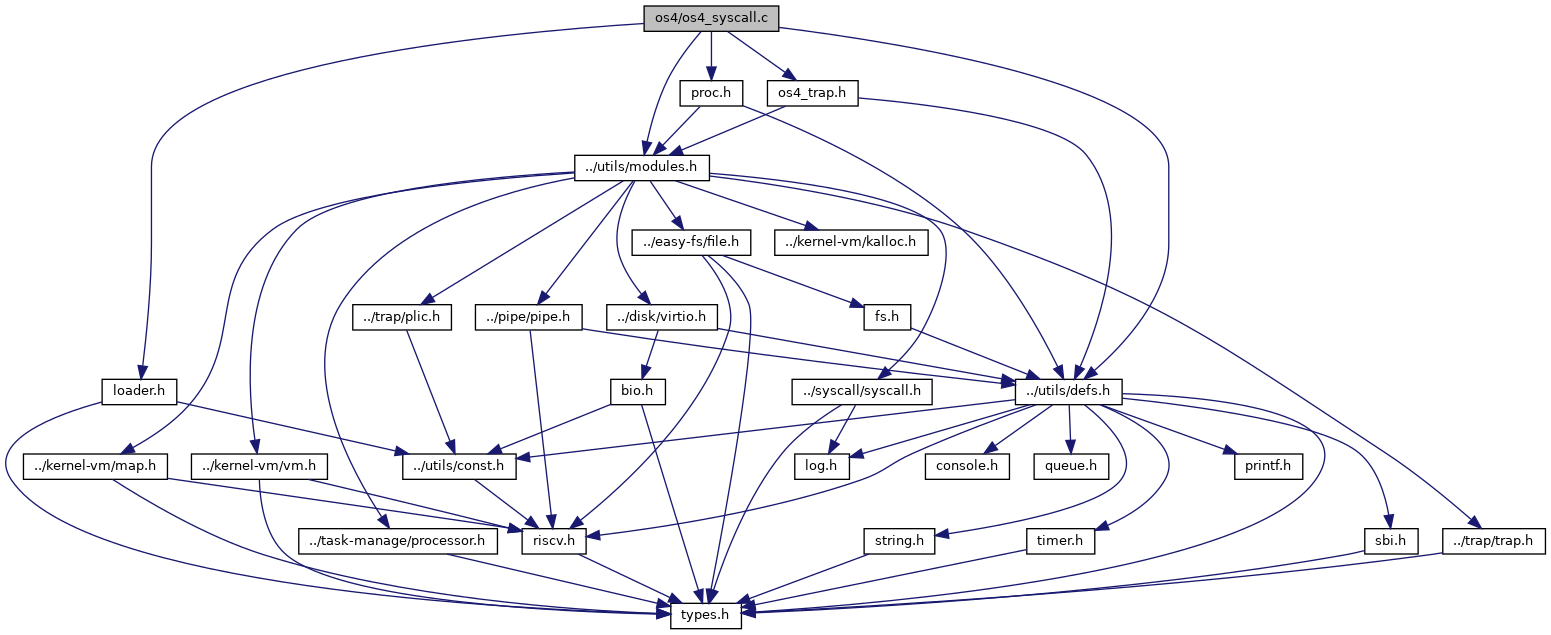 os4/os4_syscall.c
proc.h
os4_trap.h
../utils/modules.h
../easy-fs/file.h
../kernel-vm/kalloc.h
../trap/plic.h
../pipe/pipe.h
../disk/virtio.h
fs.h
loader.h
bio.h
../syscall/syscall.h
../utils/defs.h
../kernel-vm/map.h
../kernel-vm/vm.h
../utils/const.h
log.h
console.h
queue.h
printf.h
../task-manage/processor.h
riscv.h
string.h
timer.h
sbi.h
../trap/trap.h
types.h